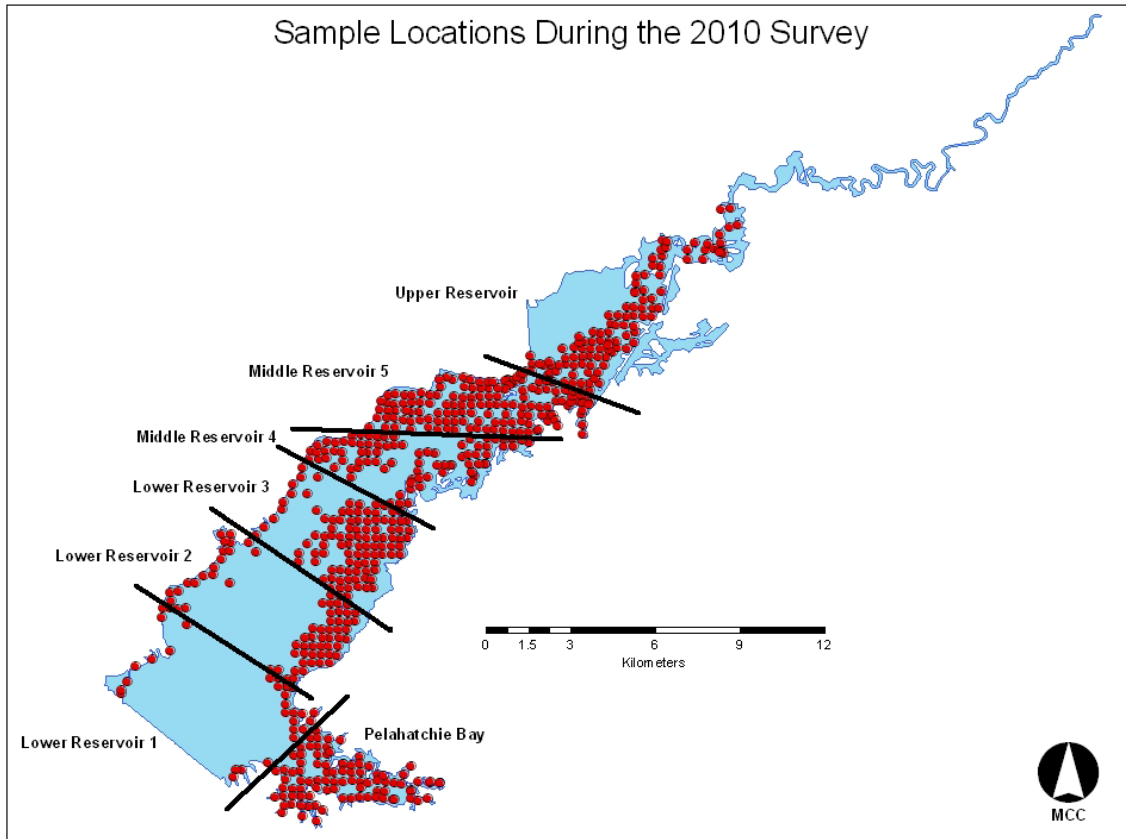 Sample Locations During the 2010 Survey
Upper Reservoir
Middle Reservoir 5
Middle Reservoir 4
Lower Reservoir 3
Lower Reservoir 2
0 1.5 3 6 9 12
Kilometers
Lower Reservoir 1
Pelahatchie Bay
MCC